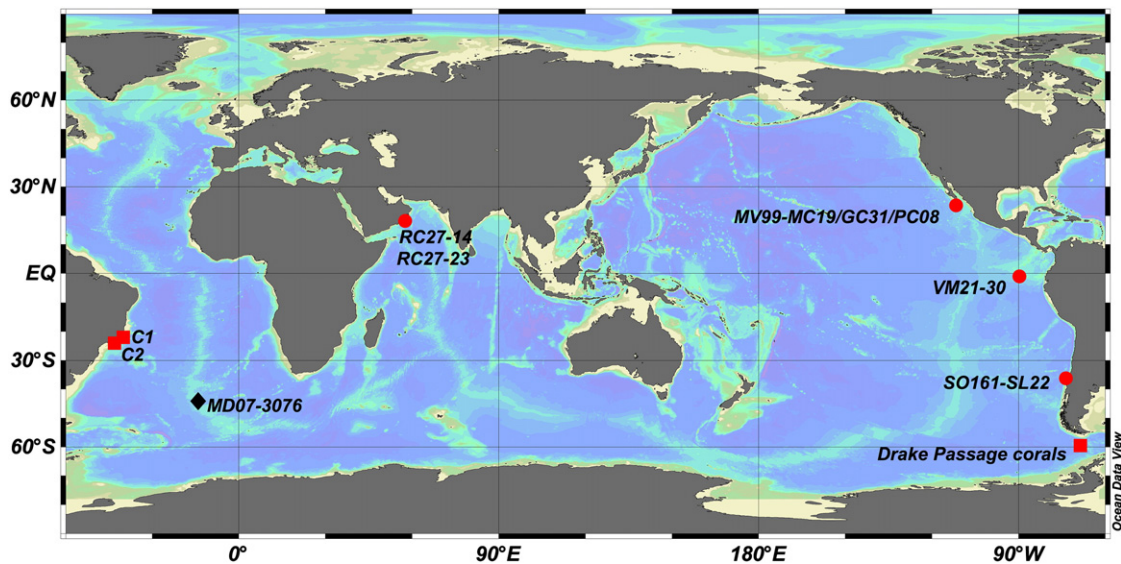 60°N
30°N
MV99-MC19/GC31/PC08
RC27-14
RC27-23
EQ
VM21-30
C1
C2
30°S
SO161-SL22
MD07-3076
60°S
Drake Passage corals
Ocean Data View
0°
90°E
180°E
90°W